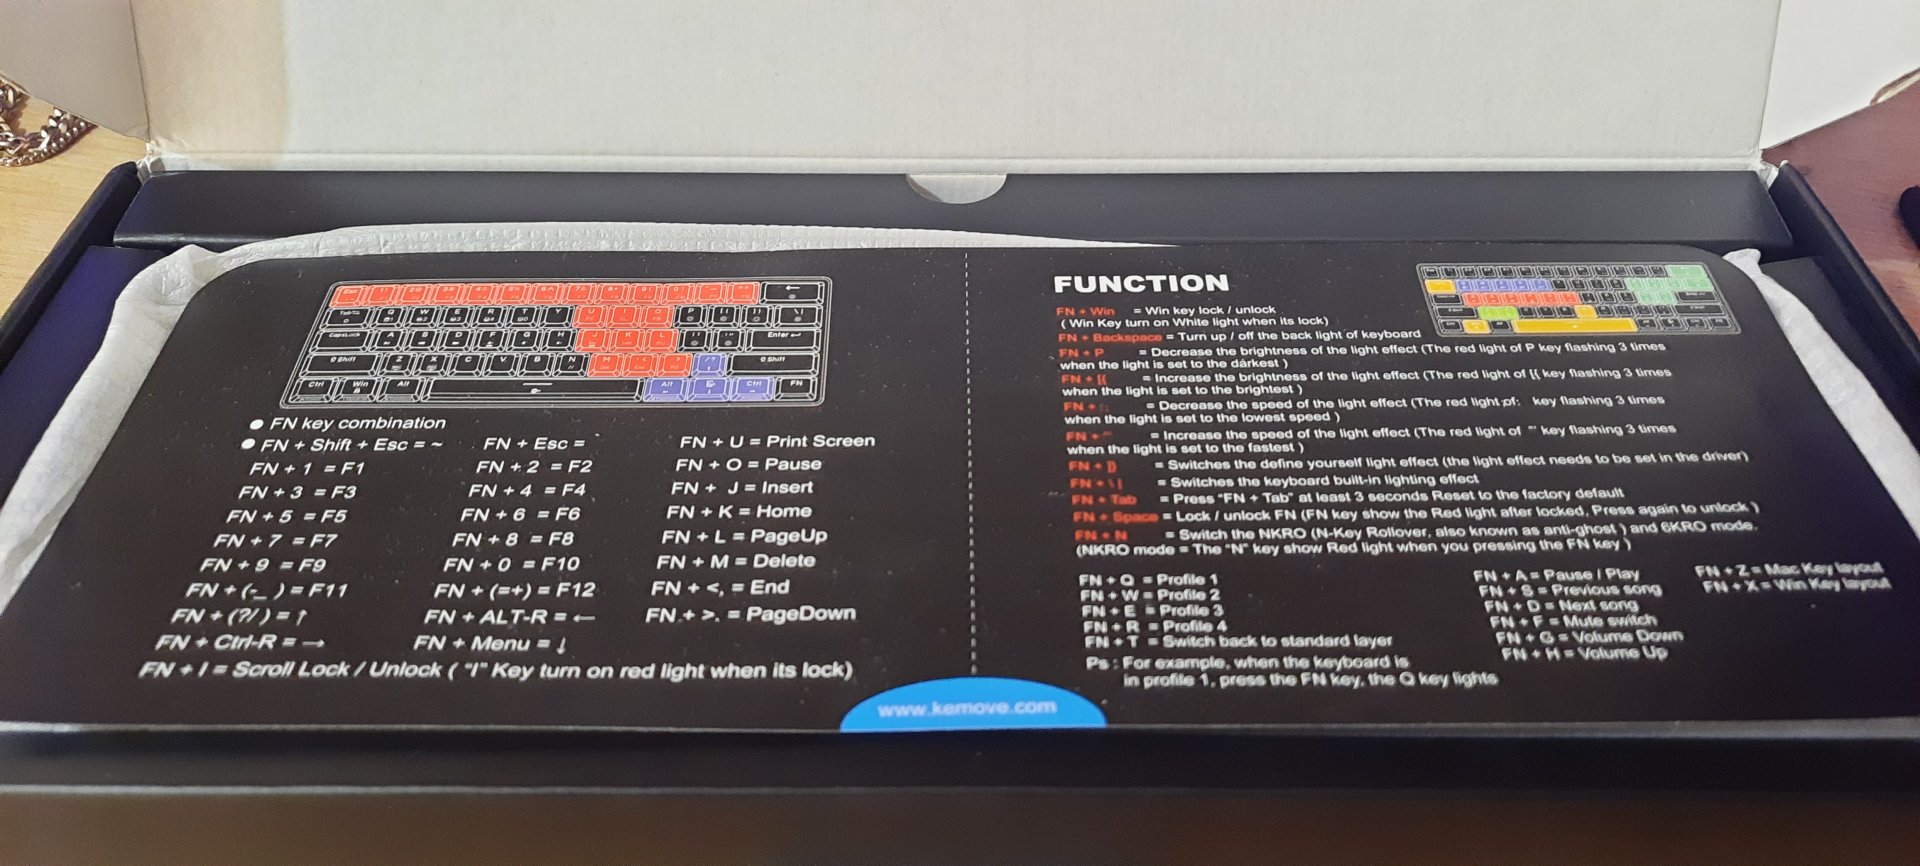 ● FN key combination
● FN + Shift + Esc = ~ FN + Esc = FN + U = Print Screen
FN + 1 = F1 FN + 2 = F2 FN + O = Pause
FN + 3 = F3 FN + 4 = F4 FN + J = Insert
FN + 5 = F5 FN + 6 = F6 FN + K = Home
FN + 7 = F7 FN + 8 = F8 FN + L = PageUp
FN + 9 = F9 FN + 0 = F10 FN + M = Delete
FN + (-_ ) = F11 FN + (=+) = F12 FN + <, = End
FN + (?/ ) = ↑ FN + ALT-R = ← FN + >. = PageDown
FN + Ctrl-R = → FN + Menu = ↓
FN + I = Scroll Lock / Unlock ( "I" Key turn on red light when its lock)
FUNCTION
FN + Win = Win key lock / unlock
( Win Key turn on White light when its lock)
FN + Backspace = Turn up / off the back light of keyboard
FN + P = Decrease the brightness of the light effect (The red light of P key flashing 3 times
when the light is set to the darkest )
FN + [{ = Increase the brightness of the light effect (The red light of [{ key flashing 3 times
when the light is set to the brightest )
FN + ;: = Decrease the speed of the light effect (The red light of: key flashing 3 times
when the light is set to the lowest speed )
FN + '" = Increase the speed of the light effect (The red light of '" key flashing 3 times
when the light is set to the fastest )
FN + ]} = Switches the define yourself light effect (the light effect needs to be set in the driver)
FN + \ | = Switches the keyboard built-in lighting effect
FN + Tab = Press "FN + Tab" at least 3 seconds Reset to the factory default
FN + Space = Lock / unlock FN (FN key show the Red light after locked, Press again to unlock )
FN + N = Switch the NKRO (N-Key Rollover, also known as anti-ghost ) and 6KRO mode.
(NKRO mode = The "N" key show Red light when you pressing the FN key )
FN + Q = Profile 1
FN + W = Profile 2
FN + E = Profile 3
FN + R = Profile 4
FN + T = Switch back to standard layer
Ps : For example, when the keyboard is
in profile 1, press the FN key, the Q key lights
FN + A = Pause / Play
FN + S = Previous song
FN + D = Next song
FN + F = Mute switch
FN + G = Volume Down
FN + H = Volume Up
FN + Z = Mac Key layout
FN + X = Win Key layout
www.kemove.com